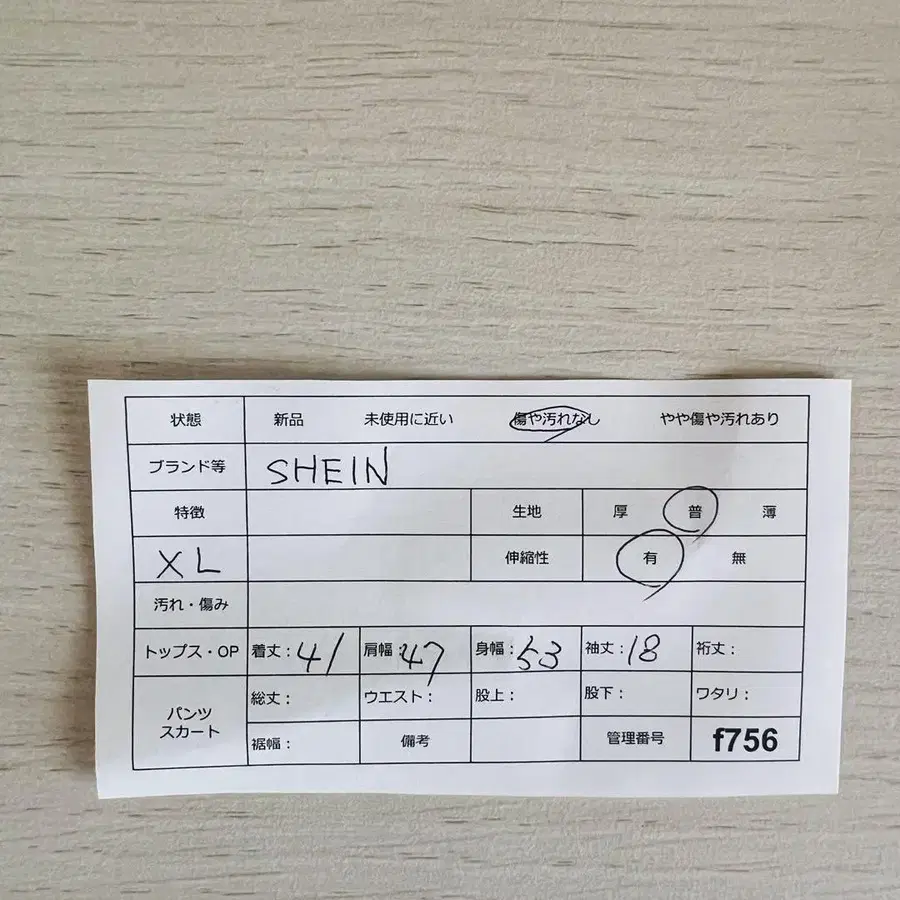 状態 新品 未使用に近い 傷や汚れなし やや傷や汚れあり
ブランド等 SHEIN
特徴 生地 厚 普 薄
XL 伸縮性 有 無
汚れ・傷み
トップス・OP 着丈：41 肩幅：47 身幅：53 袖丈：18 裄丈：
パンツ 総丈： ウエスト： 股上： 股下： ワタリ：
スカート 裾幅： 備考 管理番号 f756